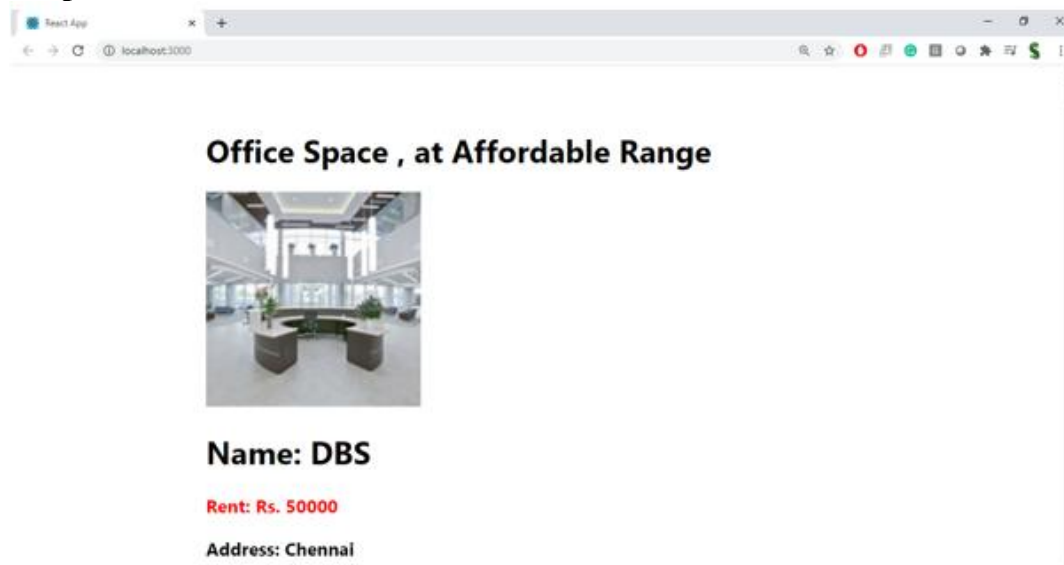 React App
localhost:3000
Office Space , at Affordable Range
Name: DBS
Rent: Rs. 50000
Address: Chennai